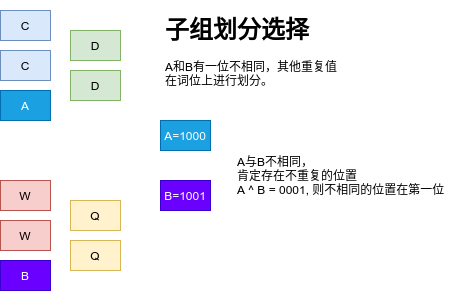 子组划分选择
C
D
C
D
A
A和B有一位不相同，其他重复值
在词位上进行划分。
A=1000
A与B不相同，
肯定存在不重复的位置
A ^ B = 0001, 则不相同的位置在第一位
W
B=1001
Q
W
Q
B